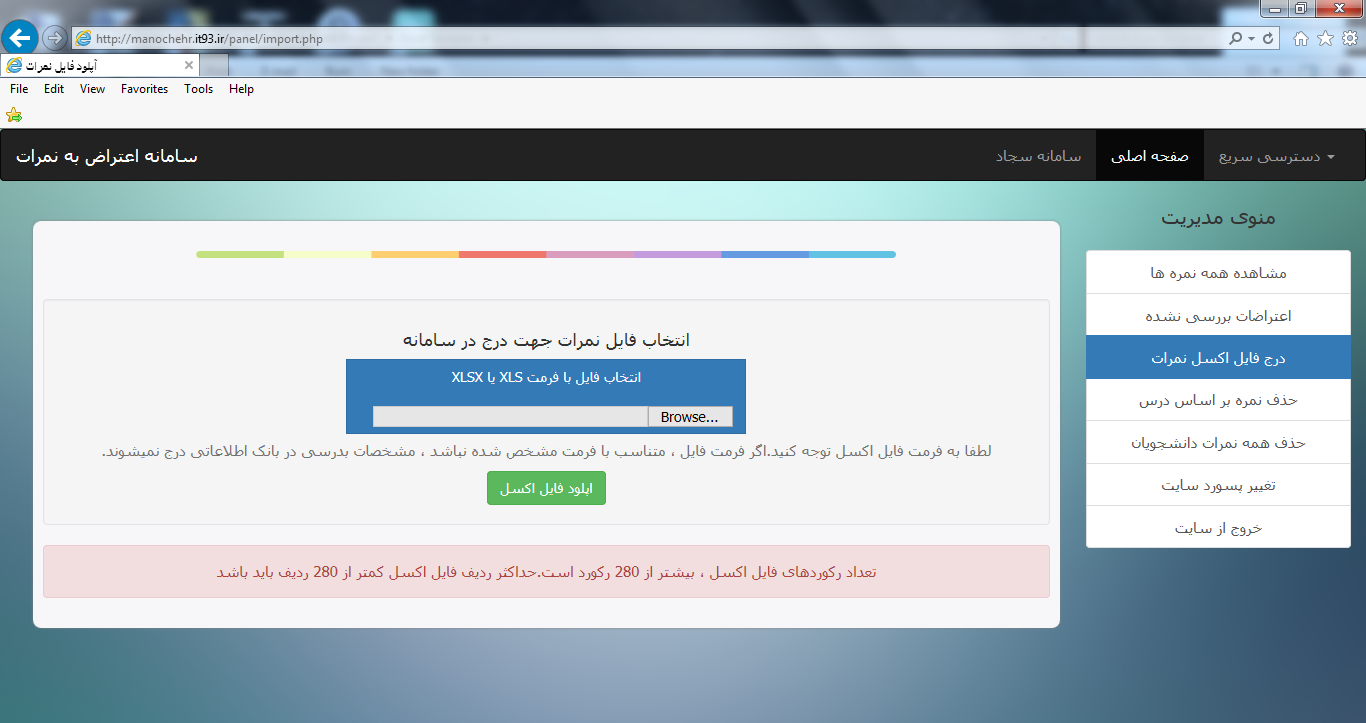 http://manochehr.it93.ir/panel/import.php
آپلود فایل نمرات
File Edit View Favorites Tools Help
سامانه اعتراض به نمرات
دسترسی سریع
صفحه اصلی
سامانه سجاد
منوی مدیریت
مشاهده همه نمره ها
اعتراضات بررسی نشده
درج فایل اکسل نمرات
حذف نمره بر اساس درس
حذف همه نمرات دانشجویان
تغییر پسورد سایت
خروج از سایت
انتخاب فایل نمرات جهت درج در سامانه
انتخاب فایل با فرمت XLS یا XLSX
Browse...
لطفا به فرمت فایل اکسل توجه کنید.اگر فرمت فایل ، متناسب با فرمت مشخص شده نباشد ، مشخصات بدرسی در بانک اطلاعاتی درج نمیشوند.
اپلود فایل اکسل
تعداد رکوردهای فایل اکسل ، بیشتر از 280 رکورد است.حداکثر ردیف فایل اکسل کمتر از 280 ردیف باید باشد